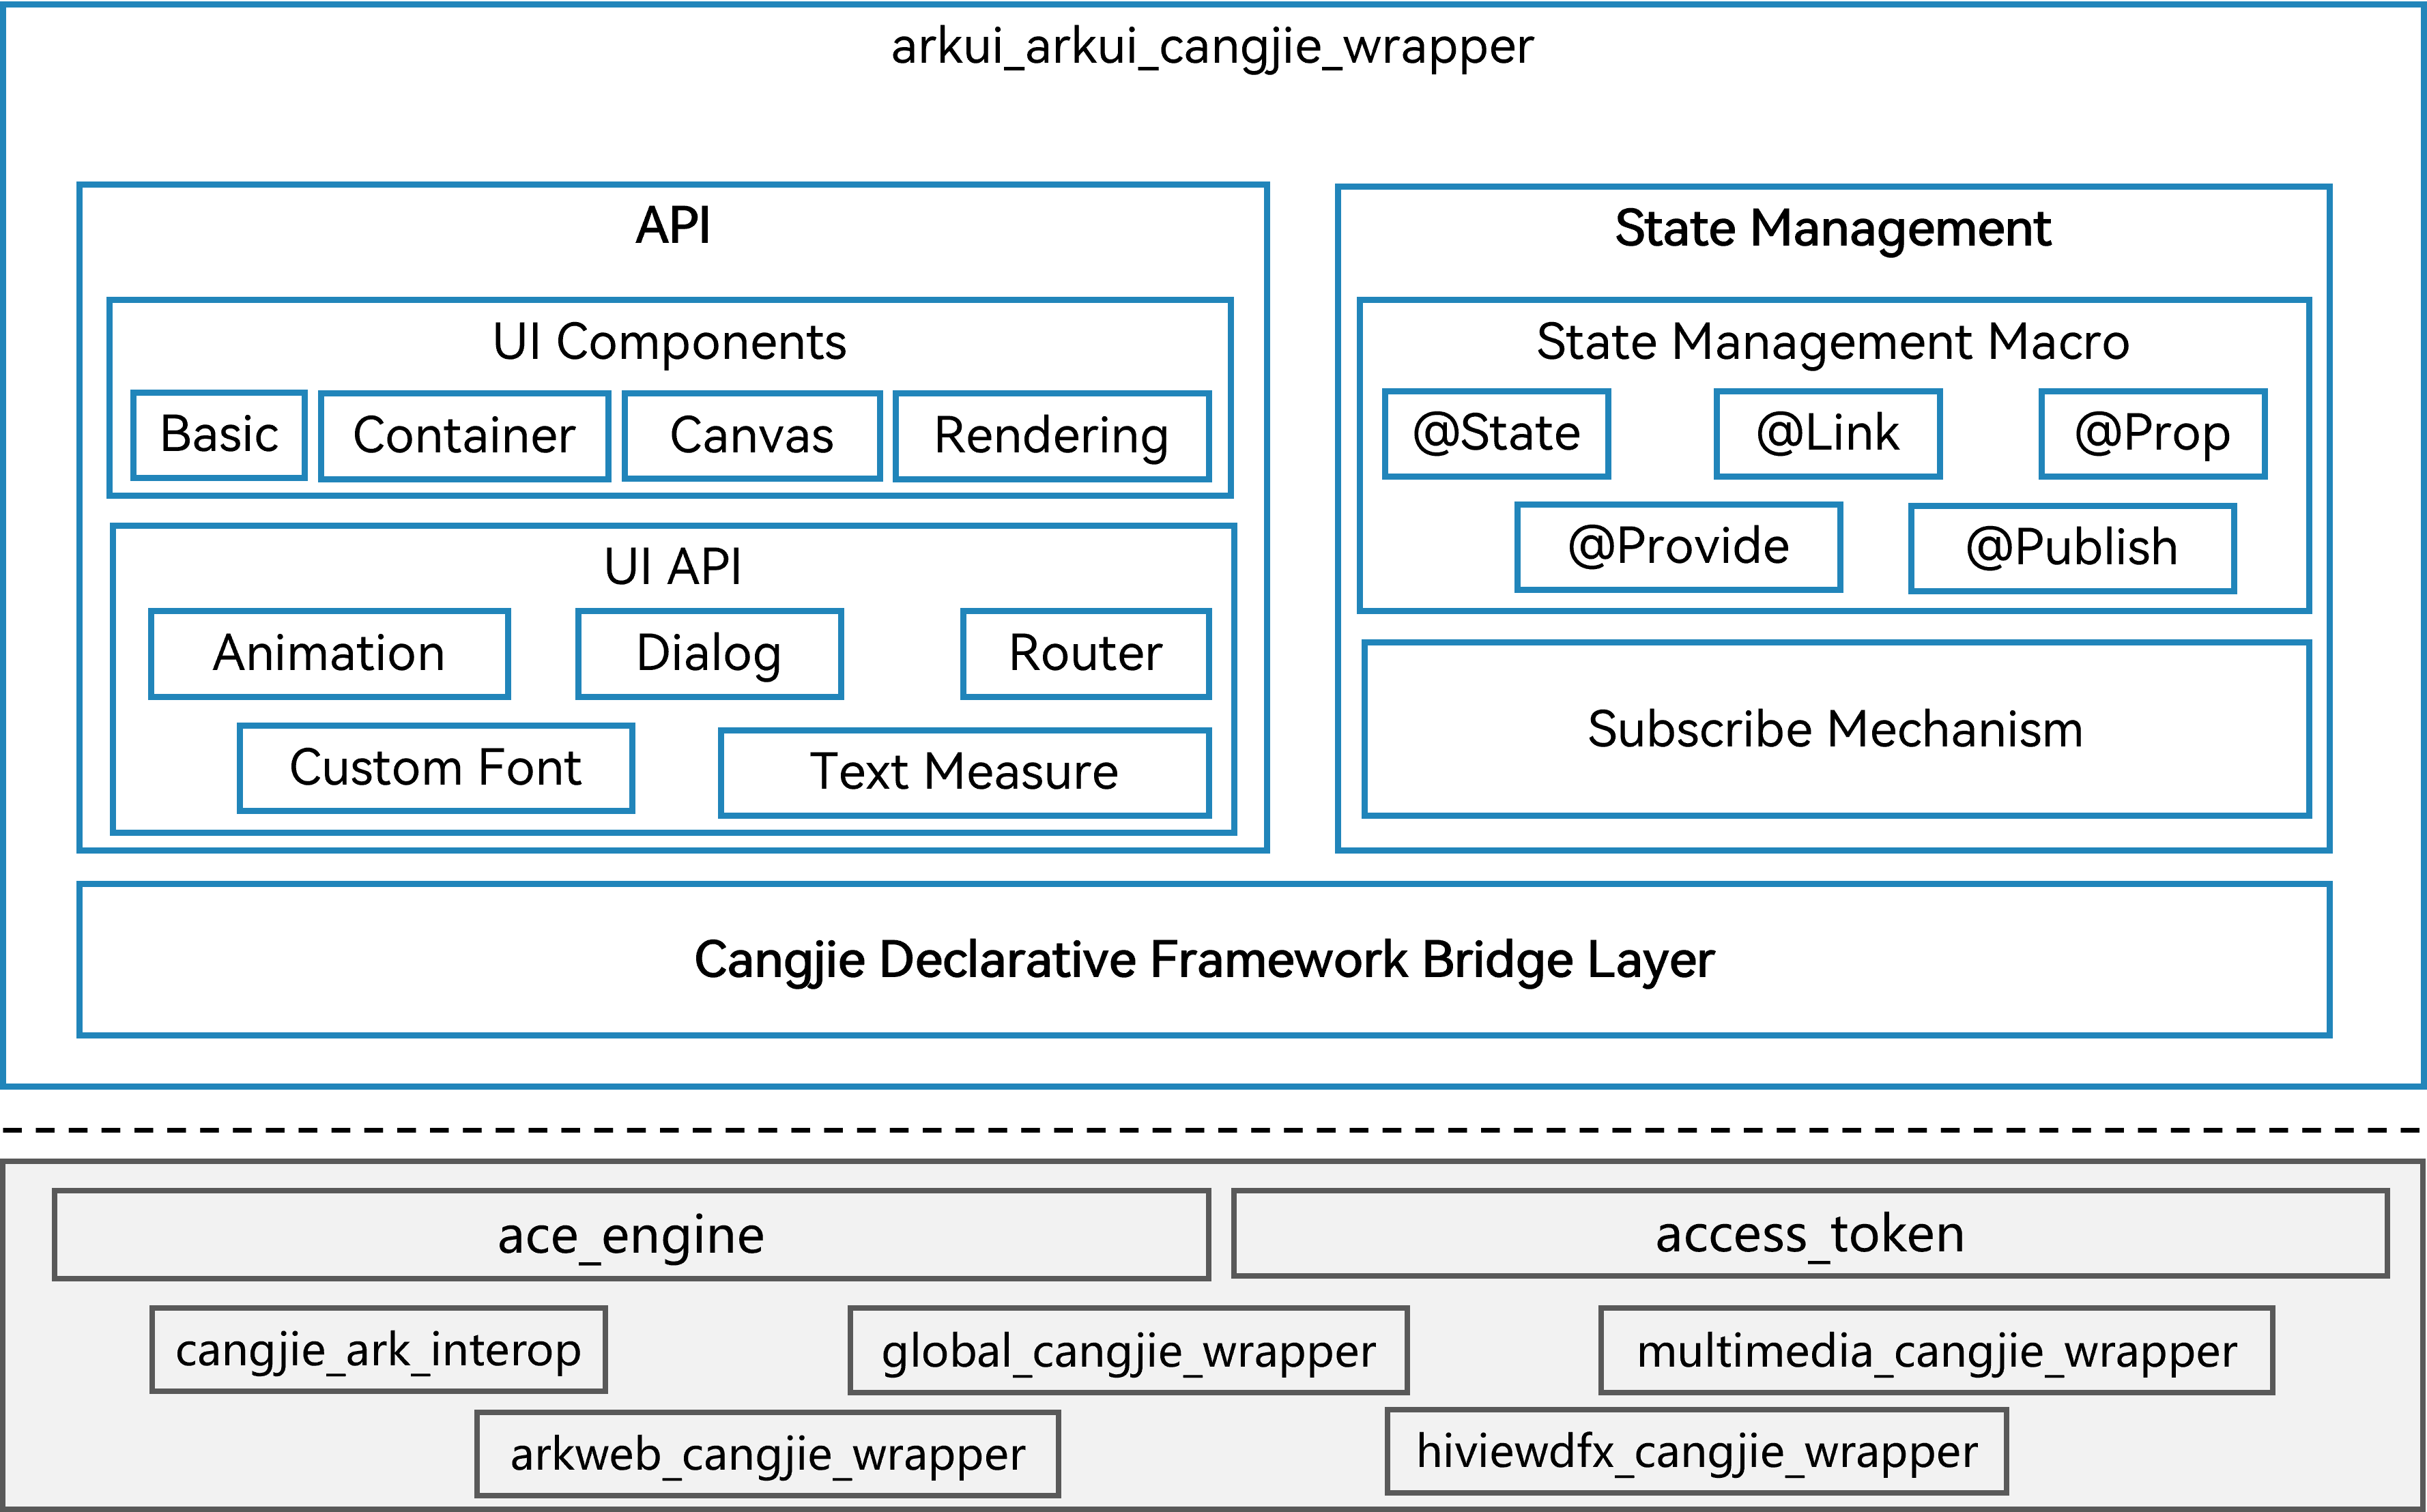 arkui_arkui_cangjie_wrapper
API
UI Components
Basic
Container
Canvas
Rendering
UI API
Animation
Dialog
Router
Custom Font
Text Measure
State Management
State Management Macro
@State
@Link
@Prop
@Provide
@Publish
Subscribe Mechanism
Cangjie Declarative Framework Bridge Layer
ace_engine
access_token
cangjie_ark_interop
global_cangjie_wrapper
multimedia_cangjie_wrapper
arkweb_cangjie_wrapper
hiviewdfx_cangjie_wrapper